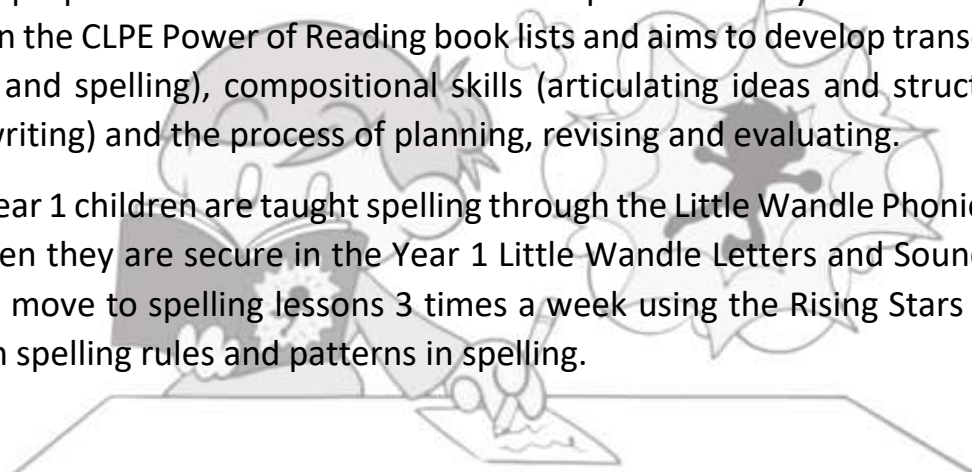 n the CLPE Power of Reading book lists and aims to develop trans
and spelling), compositional skills (articulating ideas and struct
writing) and the process of planning, revising and evaluating.
ear 1 children are taught spelling through the Little Wandle Phonic
en they are secure in the Year 1 Little Wandle Letters and Soun
move to spelling lessons 3 times a week using the Rising Stars
n spelling rules and patterns in spelling.